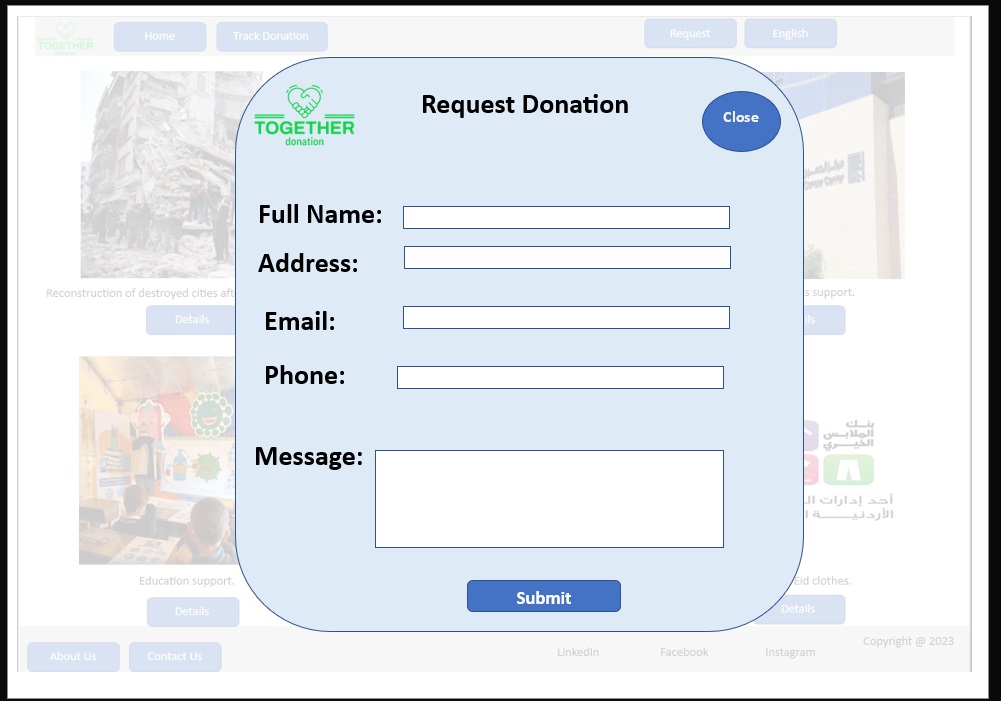 TOGETHER
donation
Home
Track Donation
Request
English
TOGETHER
donation
Request Donation
Close
Full Name:
Address:
Email:
Phone:
Message:
Submit
Reconstruction of destroyed cities aft
s support.
Details
ils
بنك
الملابس
الخيري
أحد إدارات ال
الأردنية ا
Education support.
Eid clothes.
Details
Details
About Us
Contact Us
LinkedIn
Facebook
Instagram
Copyright @ 2023